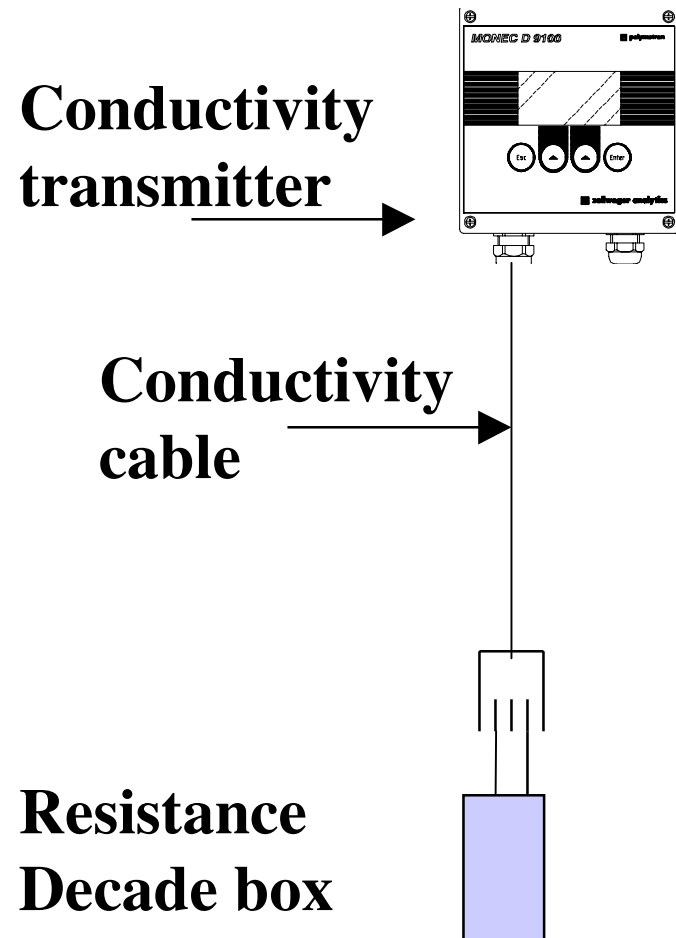 MONEC D 9100
polymetron
Esc
Enter
zellweger analytics
Conductivity
transmitter
Conductivity
cable
Resistance
Decade box